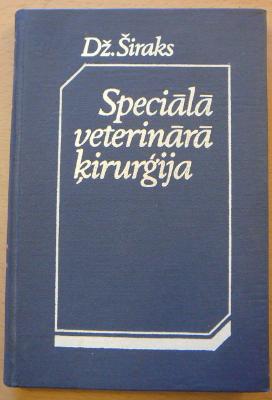 Dž. Širaks
Speciālā
veterinārā
ķirurģija